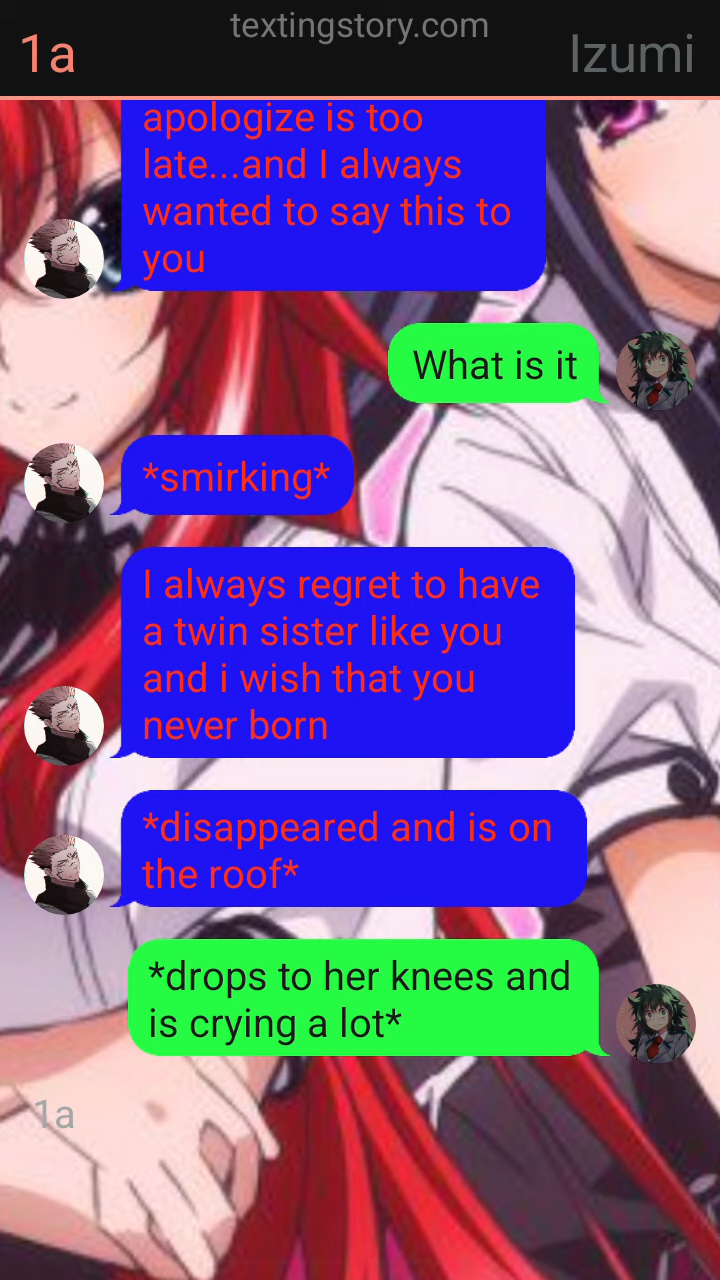 textingstory.com
1a
Izumi
apologize is too
late...and I always
wanted to say this to
you
What is it
*smirking*
I always regret to have
a twin sister like you
and i wish that you
never born
*disappeared and is on
the roof*
*drops to her knees and
is crying a lot*
1a